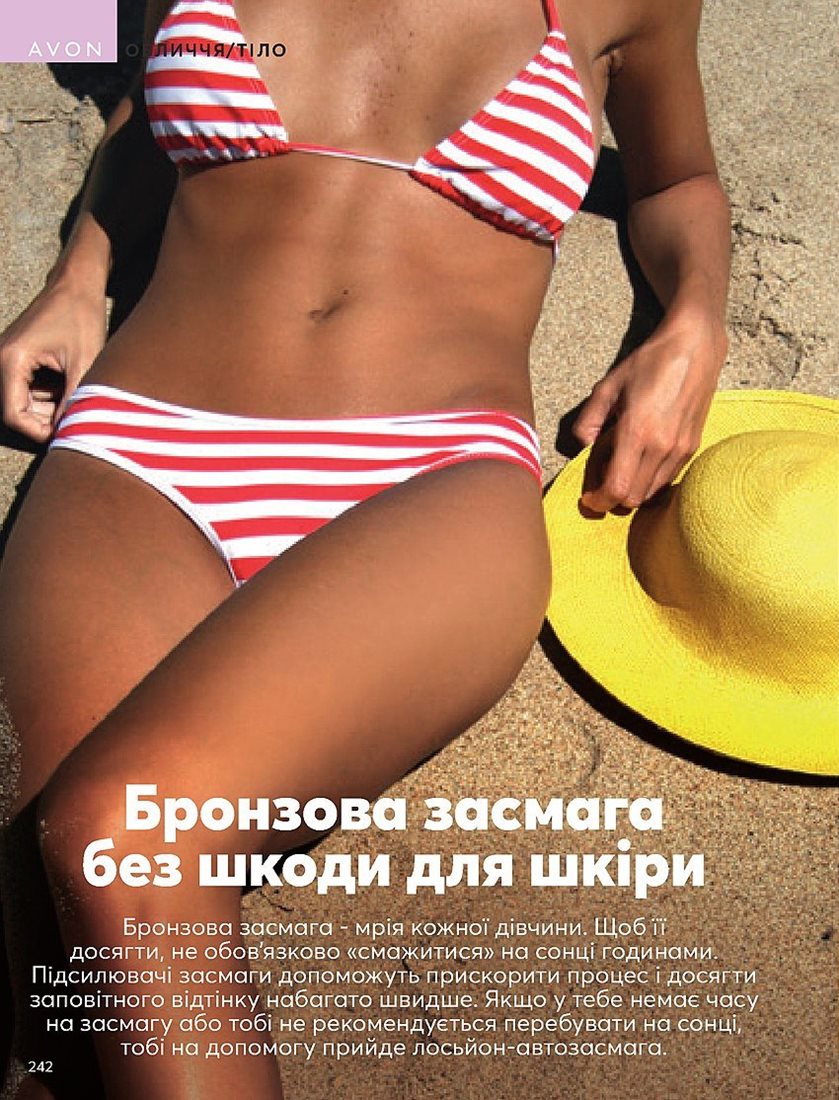 AVON ОБЛИЧЧЯ/ТІЛО
Бронзова засмага
без шкоди для шкіри
Бронзова засмага - мрія кожної дівчини. Щоб її
досягти, не обов'язково «смажитися» на сонці годинами.
Підсилювачі засмаги допоможуть прискорити процес і досягти
заповітного відтінку набагато швидше. Якщо у тебе немає часу
на засмагу або тобі не рекомендується перебувати на сонці,
тобі на допомогу прийде лосьйон-автозасмага.
242